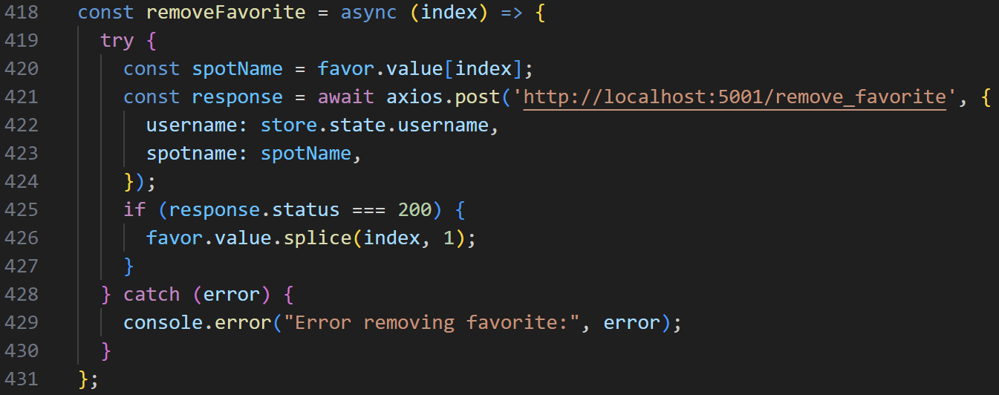 418 const removeFavorite = async (index) => {
419 try {
420 const spotName = favor.value[index];
421 const response = await axios.post('http://localhost:5001/remove_favorite', {
422 username: store.state.username,
423 spotname: spotName,
424 });
425 if (response.status === 200) {
426 favor.value.splice(index, 1);
427 }
428 } catch (error) {
429 console.error("Error removing favorite:", error);
430 }
431 };